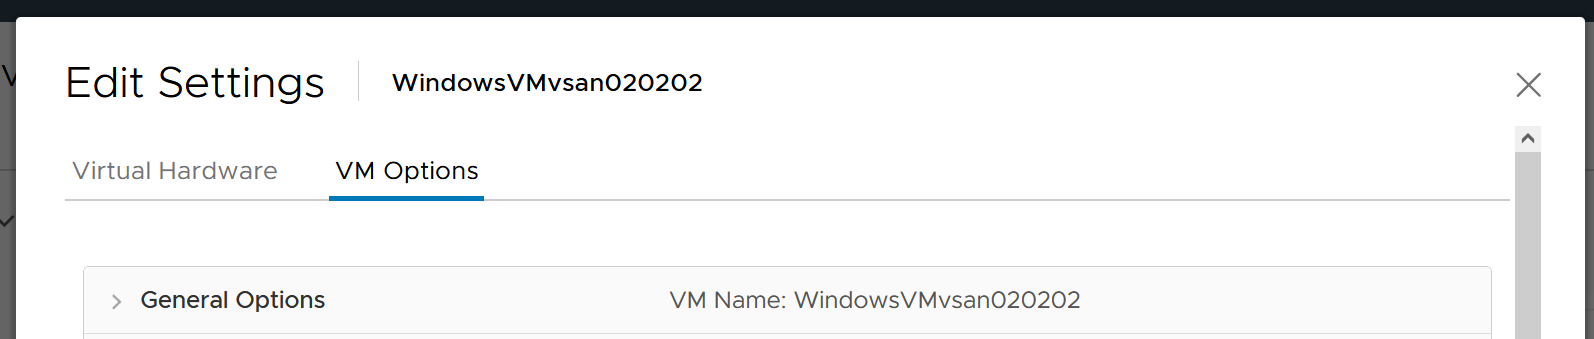 Edit Settings WindowsVMvsan020202
Virtual Hardware VM Options
General Options VM Name: WindowsVMvsan020202